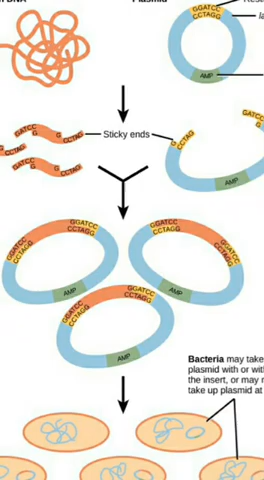 DNA
Plasmid
GGATCC
CCTAGG
AMP
GATCC
G
G
CCTAG
Sticky ends
G
CCTAG
GATCC
G
CCTAG
GATCC
G
G
CCTAG
AMP
GGATCC
CCTAGG
GGATCC
CCTAGG
AMP
GGATCC
CCTAGG
GGATCC
CCTAGG
AMP
GGATCC
CCTAGG
GGATCC
CCTAGG
AMP
Bacteria may take
plasmid with or wit
the insert, or may r
take up plasmid at